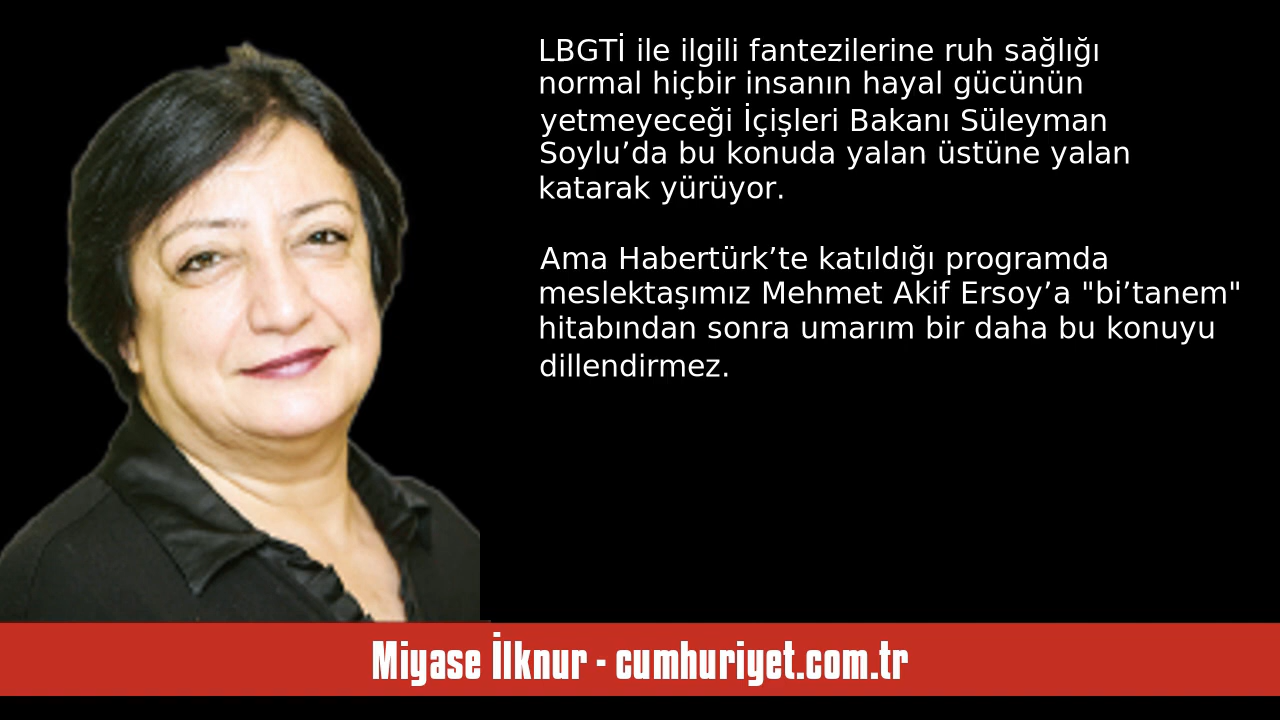 LBGTİ ile ilgili fantezilerine ruh sağlığı
normal hiçbir insanın hayal gücünün
yetmeyeceği İçişleri Bakanı Süleyman
Soylu’da bu konuda yalan üstüne yalan
katarak yürüyor.
Ama Habertürk’te katıldığı programda
meslektaşımız Mehmet Akif Ersoy’a "bi’tanem"
hitabından sonra umarım bir daha bu konuyu
dillendirmez.
Miyase İlknur - cumhuriyet.com.tr